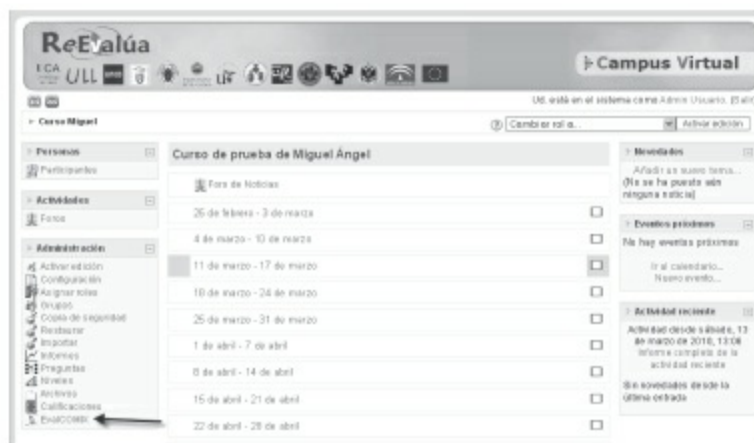 ReEvalúa
UCA ULL
Campus Virtual
Ud. está en el sistema como Admin Usuario. (Salir)
Curso Miguel
Cambiar rol a...
Activar edición
Personas
Participantes
Actividades
Foros
Administración
Activar edición
Configuración
Asignar roles
Grupos
Copia de seguridad
Restaurar
Importar
Informes
Preguntas
Niveles
Archivos
Calificaciones
EvalCOMIX
Curso de prueba de Miguel Ángel
Foro de Noticias
25 de febrero - 3 de marzo
4 de marzo - 10 de marzo
11 de marzo - 17 de marzo
18 de marzo - 24 de marzo
25 de marzo - 31 de marzo
1 de abril - 7 de abril
8 de abril - 14 de abril
15 de abril - 21 de abril
22 de abril - 28 de abril
Novedades
Añadir un nuevo tema...
(No se ha puesto aún
ninguna noticia)
Eventos próximos
No hay eventos próximos
Ir al calendario...
Nuevo evento...
Actividad reciente
Actividad desde sábado, 13
de marzo de 2010, 13:06
Informe completo de la
actividad reciente
Sin novedades desde la
última entrada